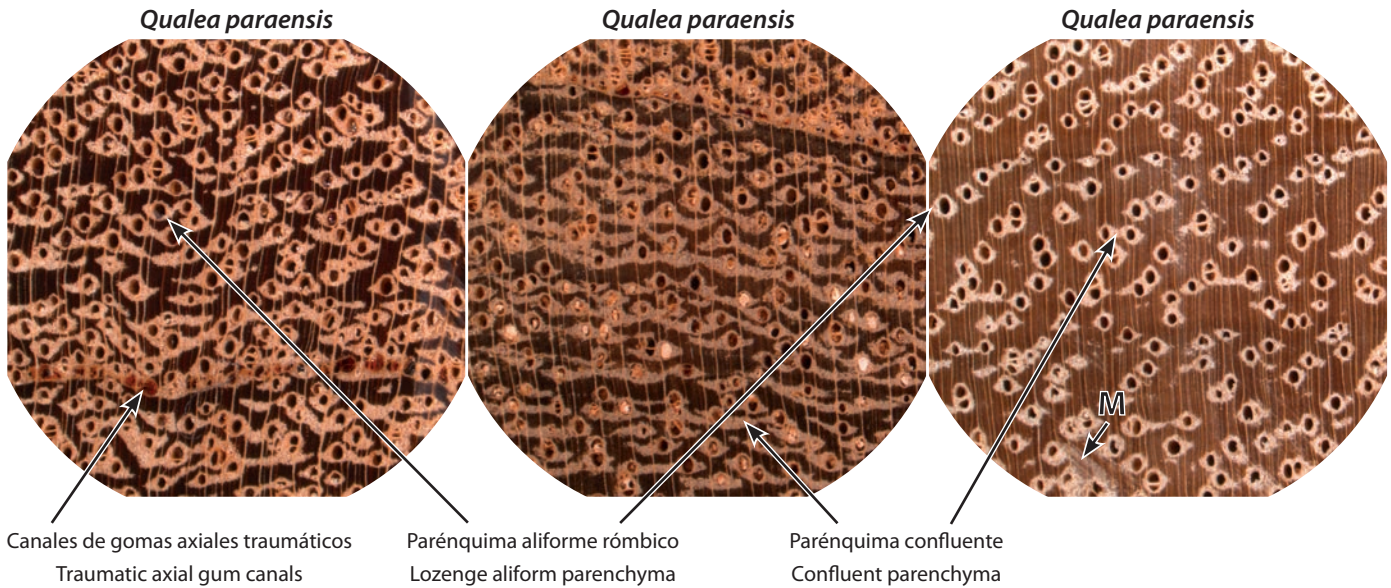 Qualea paraensis
Qualea paraensis
Qualea paraensis
M
Canales de gomas axiales traumáticos
Traumatic axial gum canals
Parénquima aliforme rómbico
Lozenge aliform parenchyma
Parénquima confluente
Confluent parenchyma